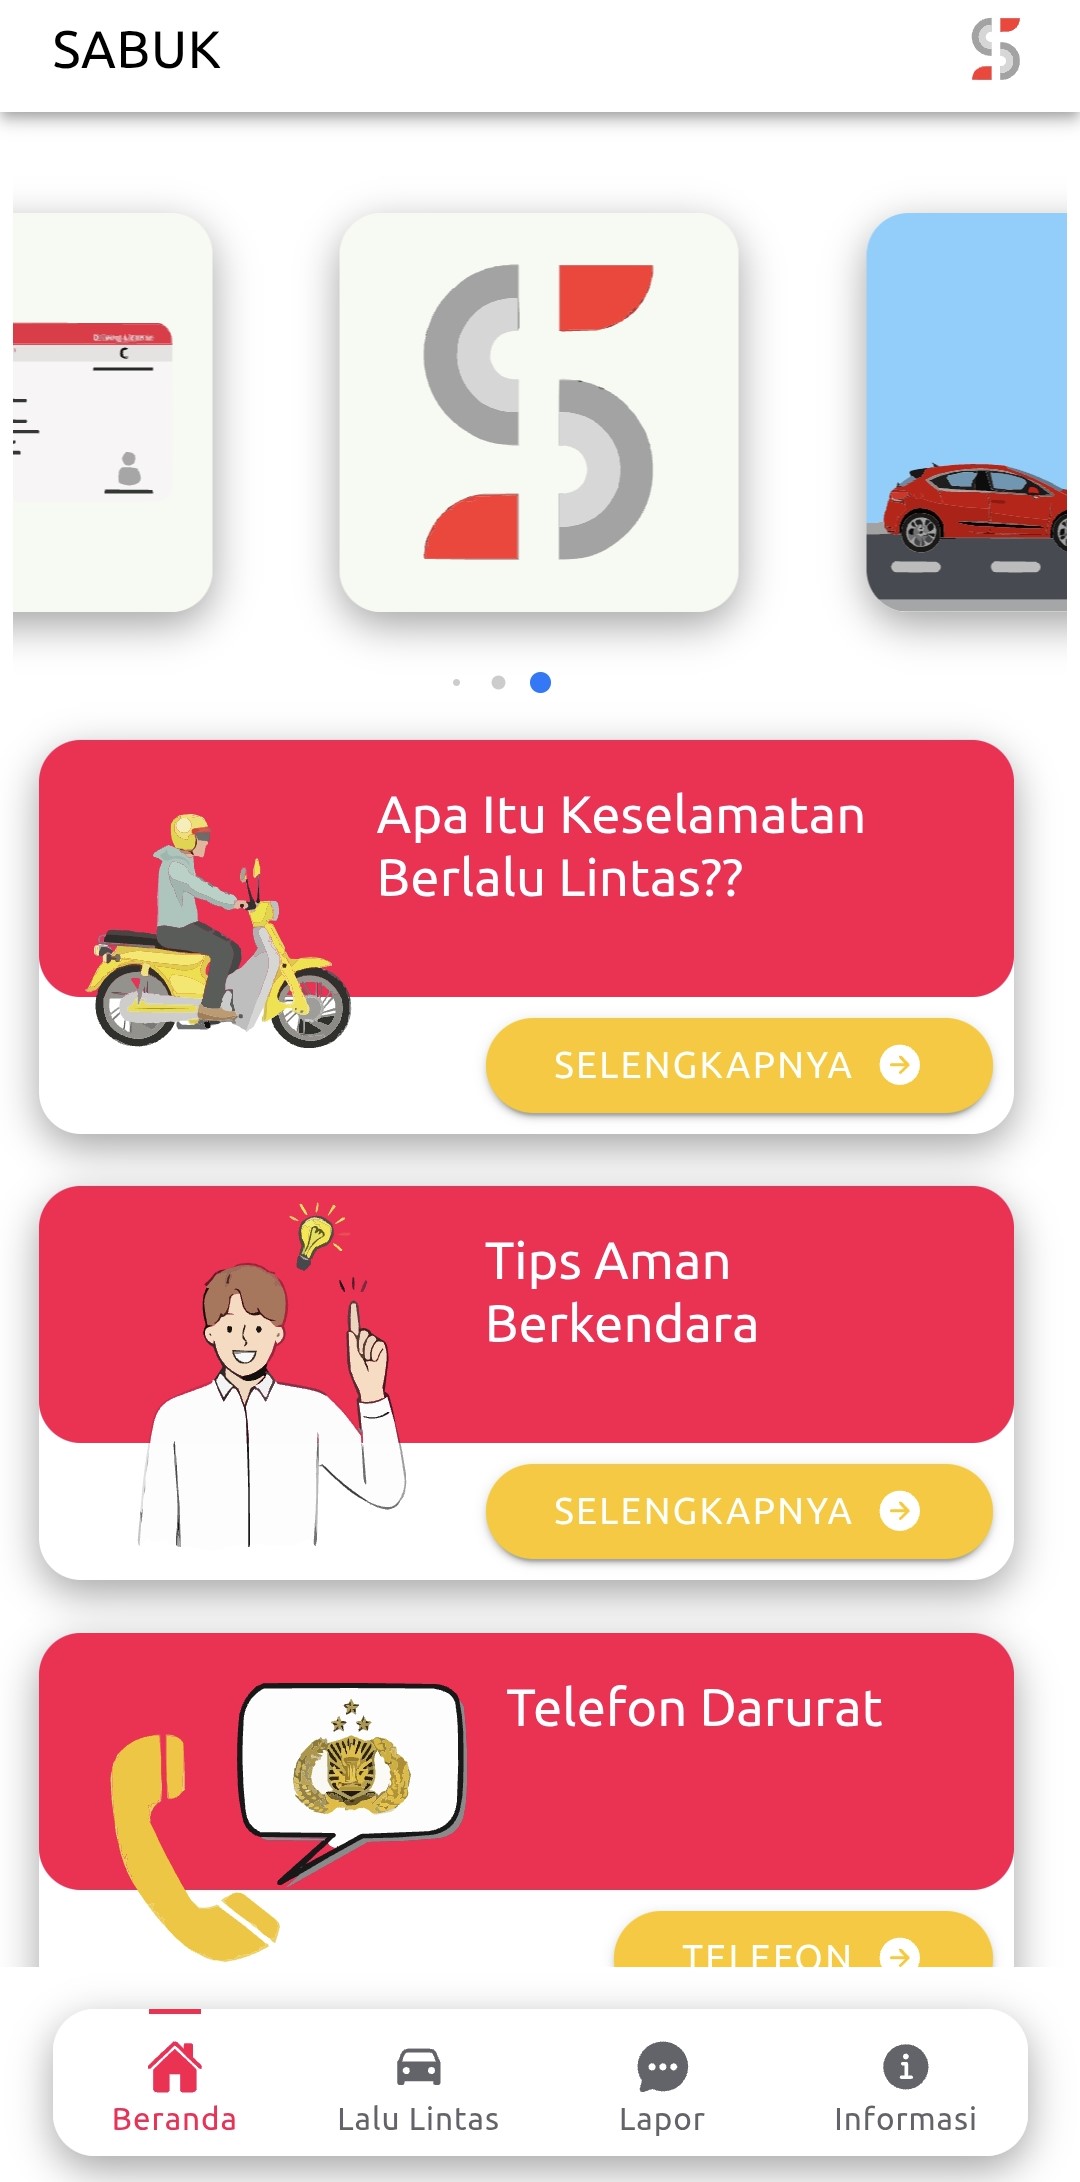 SABUK
C
Apa Itu Keselamatan
Berlalu Lintas??
SELENGKAPNYA
Tips Aman
Berkendara
SELENGKAPNYA
Telefon Darurat
TELEFON
Beranda
Lalu Lintas
Lapor
Informasi